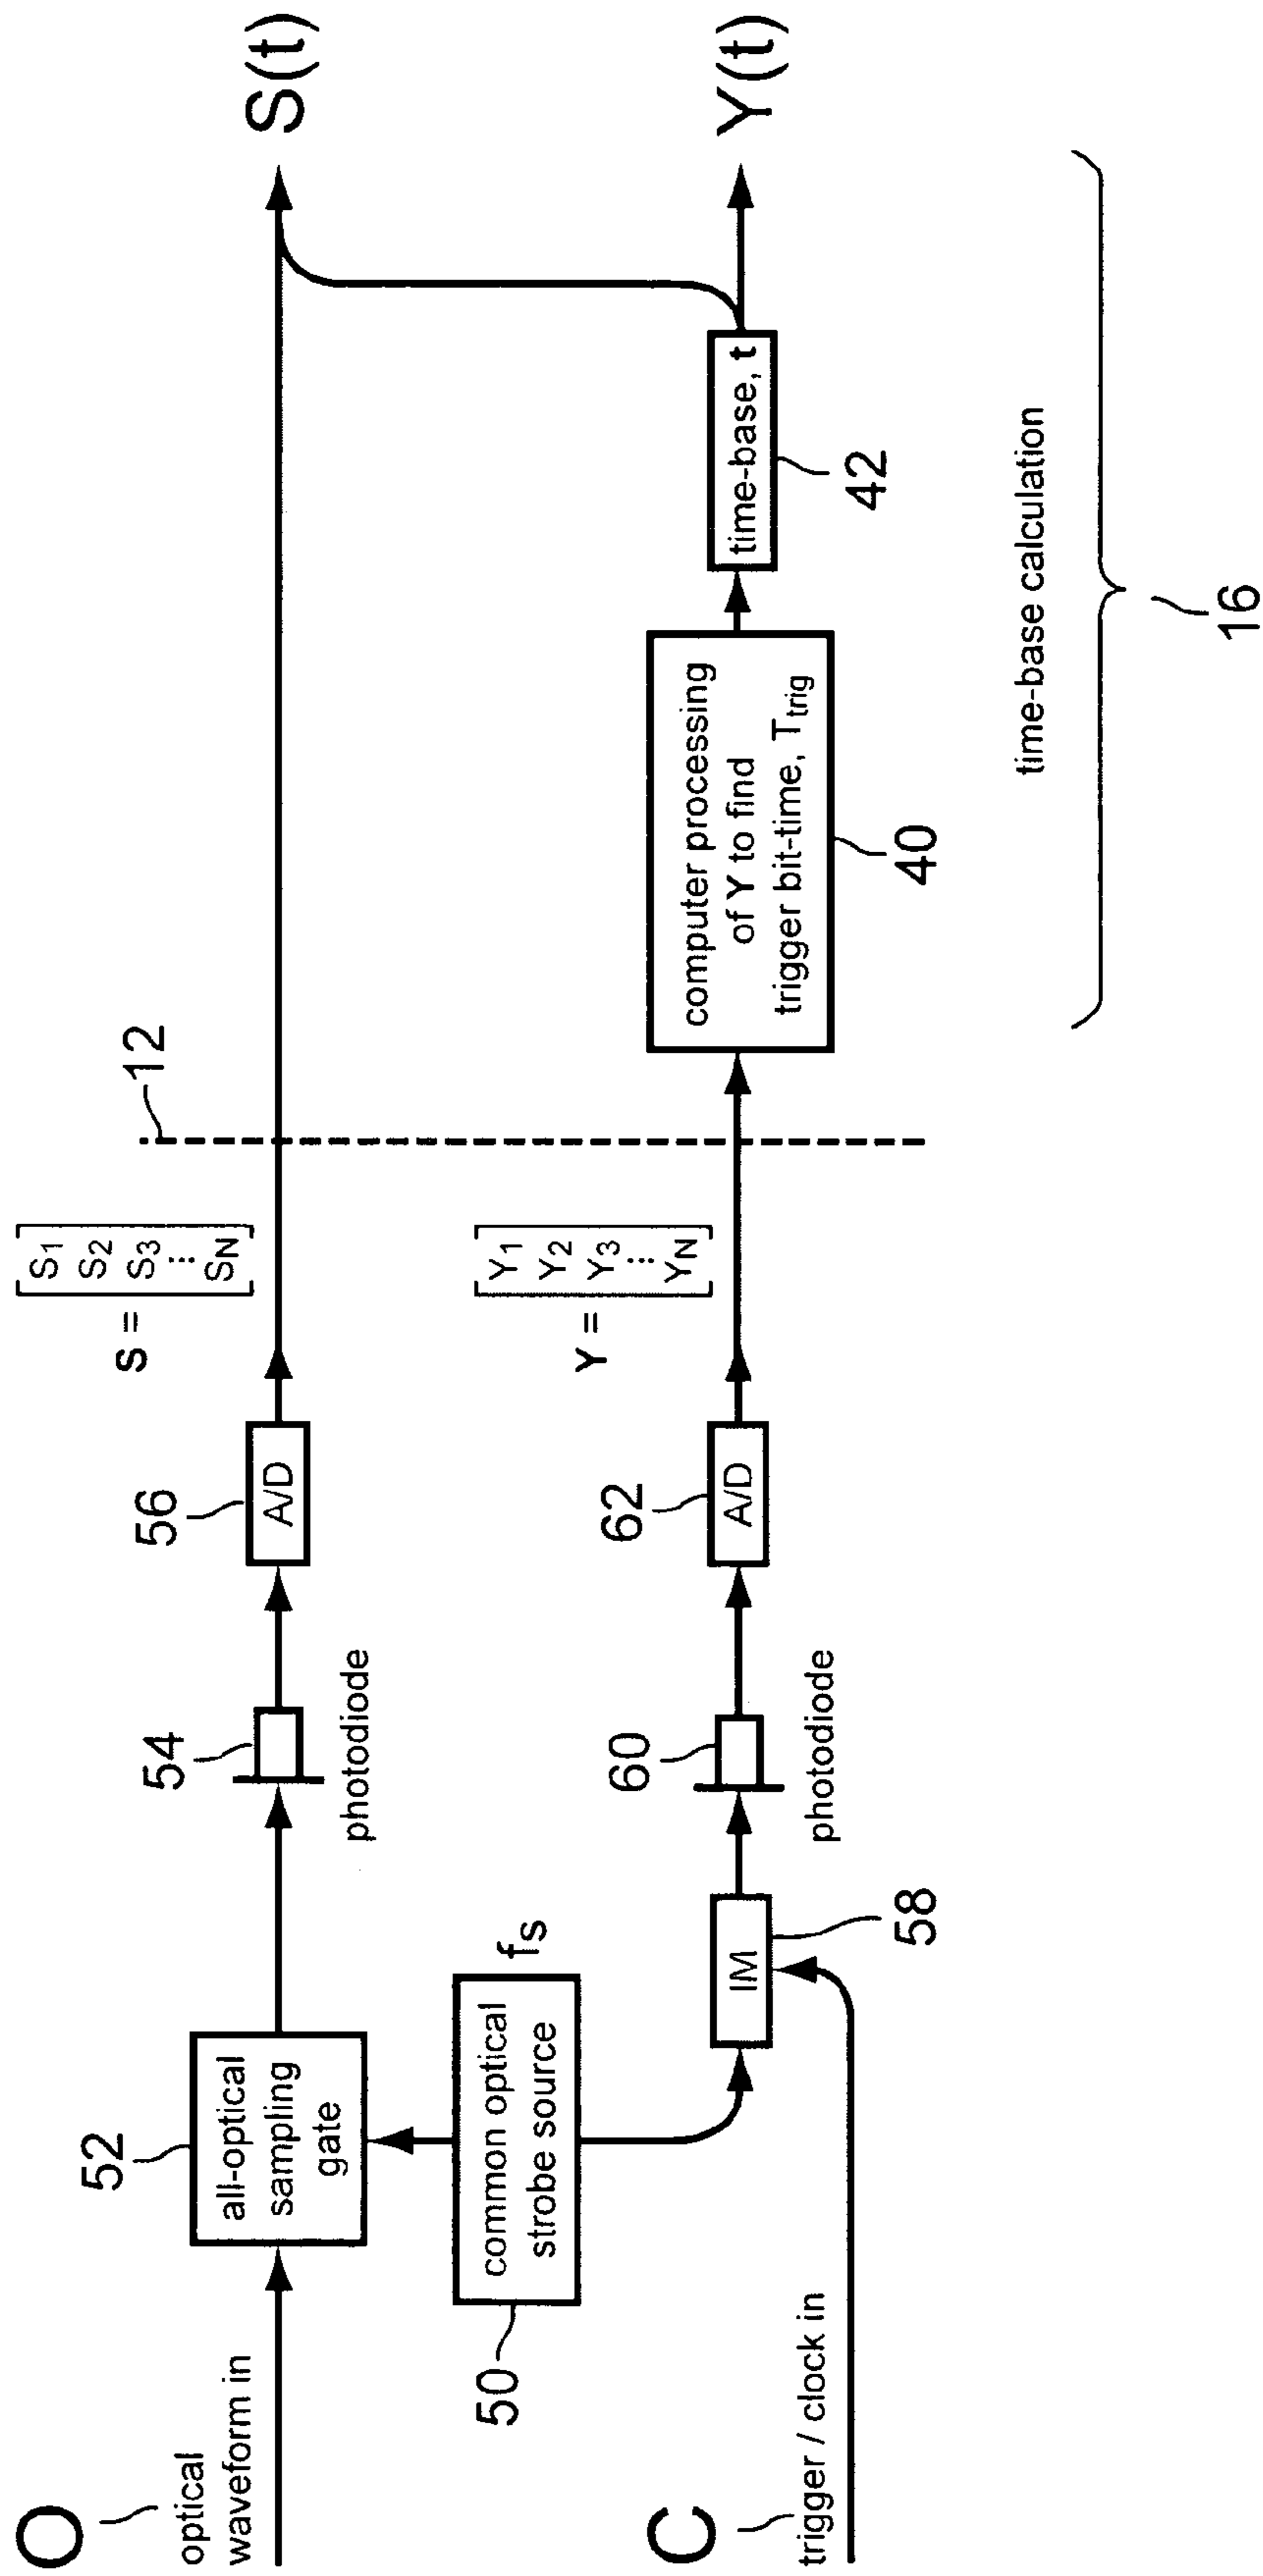 O
optical
waveform in
52
all-optical
sampling
gate
54
photodiode
56
A/D
S =
S1
S2
S3
⋮
SN
12
S(t)
50
common optical
strobe source
fs
C
trigger / clock in
IM
58
60
photodiode
62
A/D
Y =
Y1
Y2
Y3
⋮
YN
computer processing
of Y to find
trigger bit-time, Ttrig
40
time-base, t
42
Y(t)
time-base calculation
16